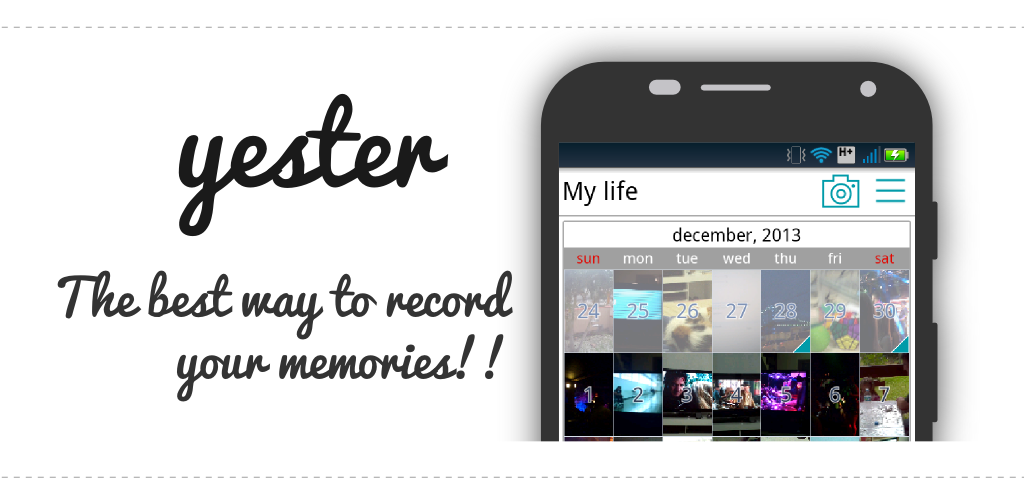 yester
The best way to record
your memories!!
H+
My life
december, 2013
sun mon tue wed thu fri sat
24 25 26 27 28 29 30
1 2 3 4 5 6 7